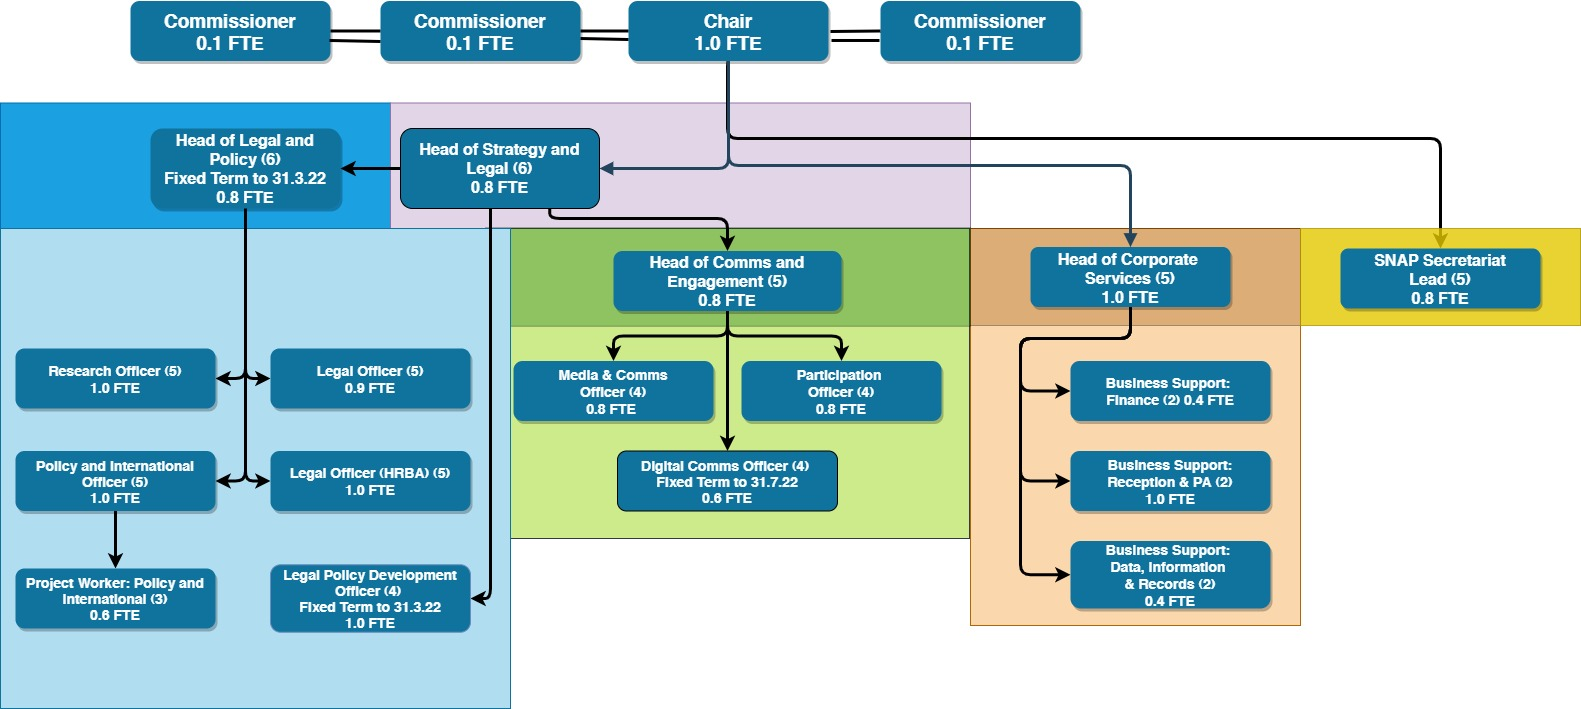 Commissioner
0.1 FTE
Commissioner
0.1 FTE
Chair
1.0 FTE
Commissioner
0.1 FTE
Head of Legal and
Policy (6)
Fixed Term to 31.3.22
0.8 FTE
Head of Strategy and
Legal (6)
0.8 FTE
Head of Comms and
Engagement (5)
0.8 FTE
Head of Corporate
Services (5)
1.0 FTE
SNAP Secretariat
Lead (5)
0.8 FTE
Research Officer (5)
1.0 FTE
Legal Officer (5)
0.9 FTE
Media & Comms
Officer (4)
0.8 FTE
Participation
Officer (4)
0.8 FTE
Business Support:
Finance (2) 0.4 FTE
Policy and International
Officer (5)
1.0 FTE
Legal Officer (HRBA) (5)
1.0 FTE
Digital Comms Officer (4)
Fixed Term to 31.7.22
0.6 FTE
Business Support:
Reception & PA (2)
1.0 FTE
Project Worker: Policy and
International (3)
0.6 FTE
Legal Policy Development
Officer (4)
Fixed Term to 31.3.22
1.0 FTE
Business Support:
Data, Information
& Records (2)
0.4 FTE